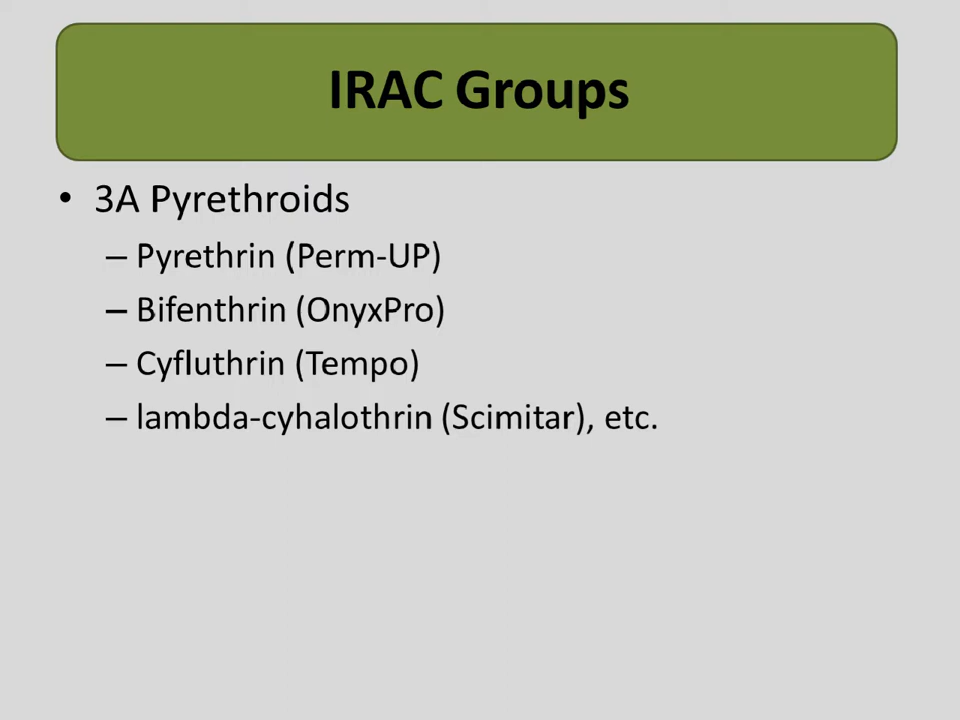 IRAC Groups
• 3A Pyrethroids
– Pyrethrin (Perm-UP)
– Bifenthrin (OnyxPro)
– Cyfluthrin (Tempo)
– lambda-cyhalothrin (Scimitar), etc.